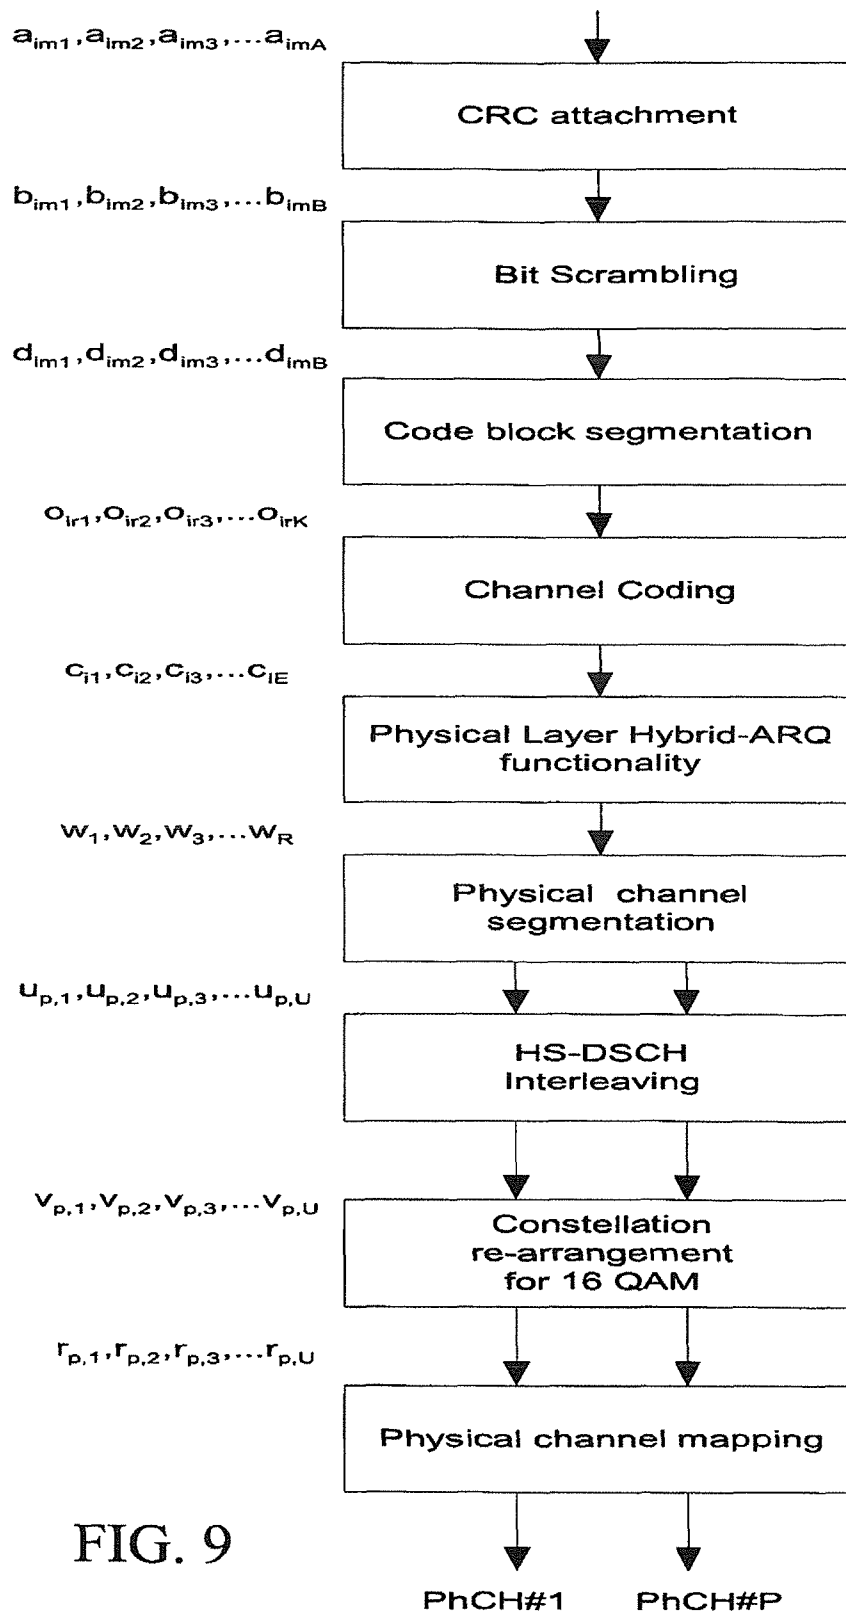 a_im1, a_im2, a_im3,...a_imA
CRC attachment
b_im1, b_im2, b_im3,...b_imB
Bit Scrambling
d_im1, d_im2, d_im3,...d_imB
Code block segmentation
o_ir1, o_ir2, o_ir3,...o_irK
Channel Coding
c_i1, c_i2, c_i3,...c_iE
Physical Layer Hybrid-ARQ
functionality
w_1, w_2, w_3,...w_R
Physical channel
segmentation
u_p,1, u_p,2, u_p,3,...u_p,U
HS-DSCH
Interleaving
v_p,1, v_p,2, v_p,3,...v_p,U
Constellation
re-arrangement
for 16 QAM
r_p,1, r_p,2, r_p,3,...r_p,U
Physical channel mapping
FIG. 9
PhCH#1 PhCH#P